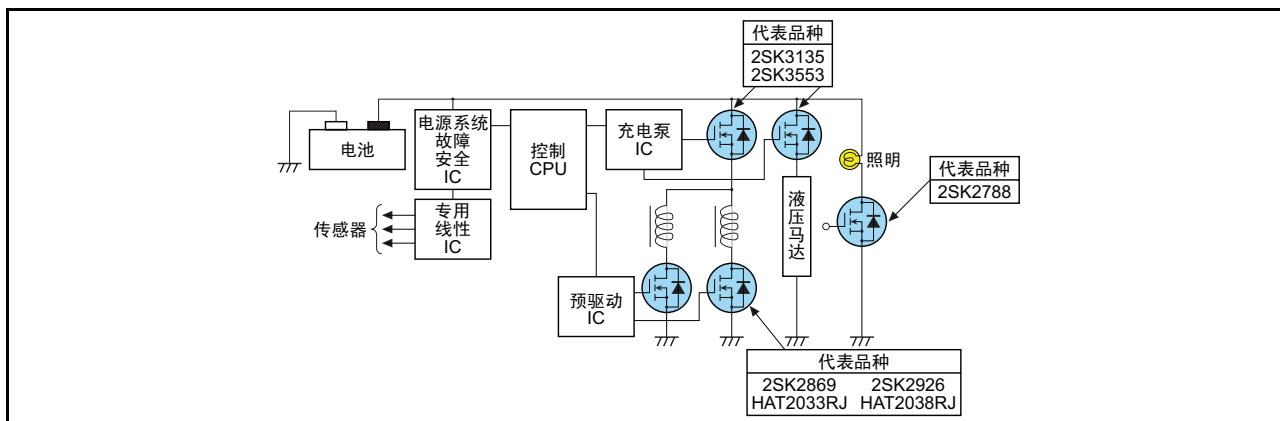 代表品种
2SK3135
2SK3553
电池
电源系统
故障
安全
IC
控制
CPU
充电泵
IC
照明
代表品种
2SK2788
传感器
专用
线性
IC
液压马达
预驱动
IC
代表品种
2SK2869 2SK2926
HAT2033RJ HAT2038RJ